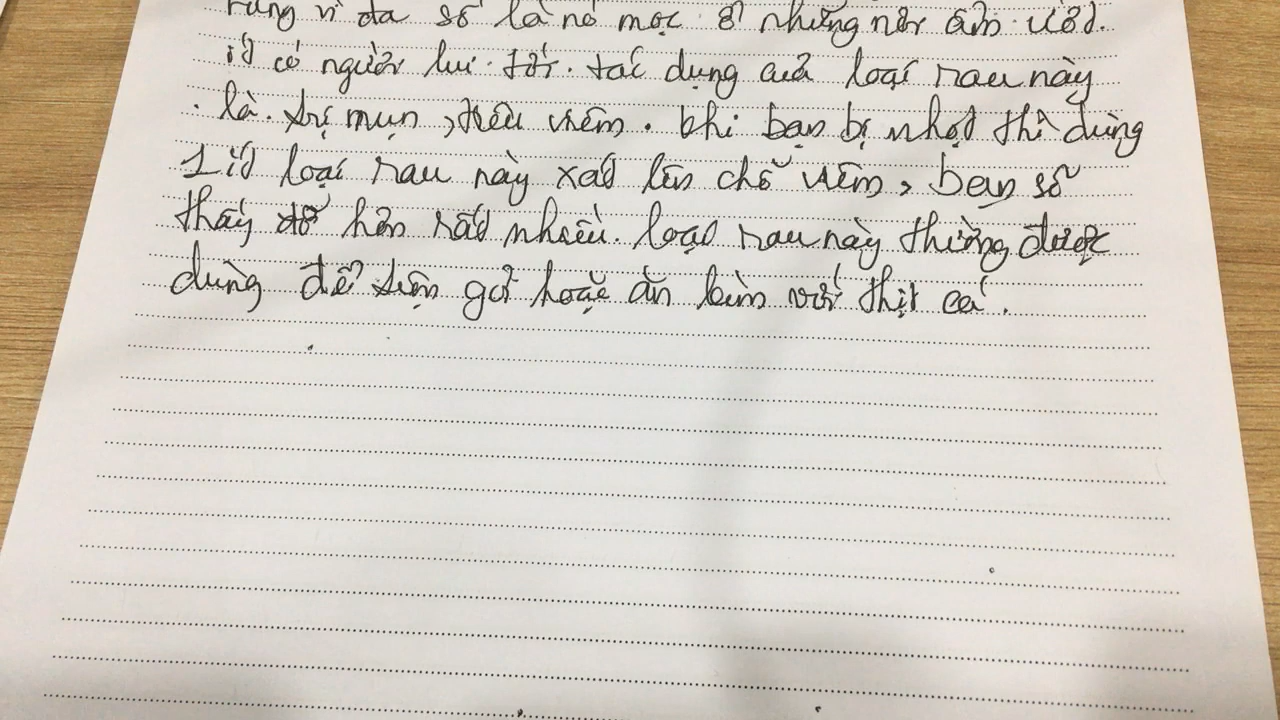 rừng vì đa số là nó mọc ở những nơi ẩm ướt.
ít có người lui tới. tác dụng của loại rau này
là. trị mụn, tiêu viêm. khi bạn bị nhọt thì dùng
1 ít loại rau này xát lên chỗ viêm, bạn sẽ
thấy đỡ hơn rất nhiều. loại rau này thường được
dùng để trộn gỏi hoặc ăn kèm với thịt cá.